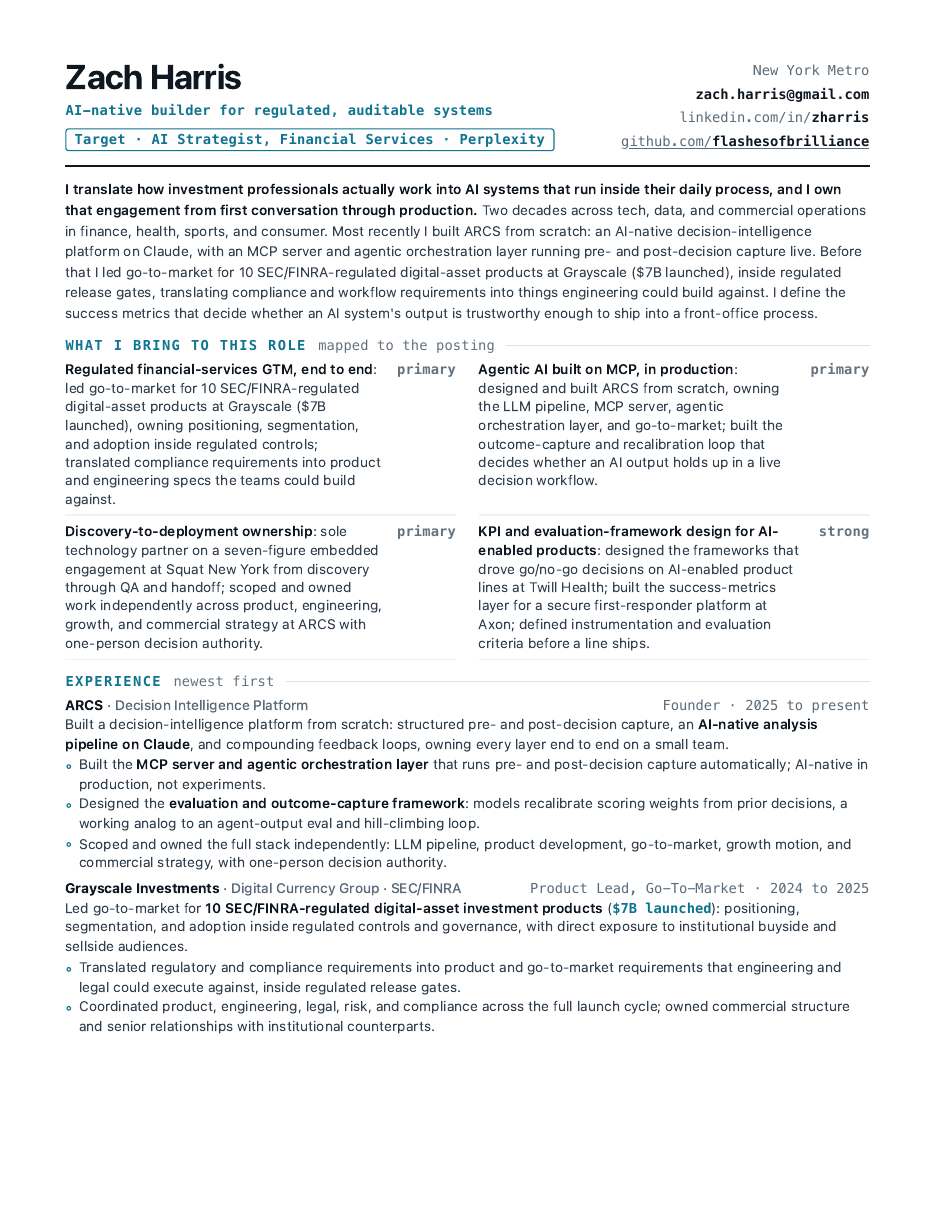 Zach Harris
AI–native builder for regulated, auditable systems
Target · AI Strategist, Financial Services · Perplexity
New York Metro
zach.harris@gmail.com
linkedin.com/in/zharris
github.com/flashesofbrilliance
I translate how investment professionals actually work into AI systems that run inside their daily process, and I own
that engagement from first conversation through production. Two decades across tech, data, and commercial operations
in finance, health, sports, and consumer. Most recently I built ARCS from scratch: an AI-native decision-intelligence
platform on Claude, with an MCP server and agentic orchestration layer running pre- and post-decision capture live. Before
that I led go-to-market for 10 SEC/FINRA-regulated digital-asset products at Grayscale ($7B launched), inside regulated
release gates, translating compliance and workflow requirements into things engineering could build against. I define the
success metrics that decide whether an AI system's output is trustworthy enough to ship into a front-office process.
WHAT I BRING TO THIS ROLE mapped to the posting
Regulated financial-services GTM, end to end: primary
led go-to-market for 10 SEC/FINRA-regulated
digital-asset products at Grayscale ($7B
launched), owning positioning, segmentation,
and adoption inside regulated controls;
translated compliance requirements into product
and engineering specs the teams could build
against.
Agentic AI built on MCP, in production: primary
designed and built ARCS from scratch, owning
the LLM pipeline, MCP server, agentic
orchestration layer, and go-to-market; built the
outcome-capture and recalibration loop that
decides whether an AI output holds up in a live
decision workflow.
Discovery-to-deployment ownership: sole primary
technology partner on a seven-figure embedded
engagement at Squat New York from discovery
through QA and handoff; scoped and owned
work independently across product, engineering,
growth, and commercial strategy at ARCS with
one-person decision authority.
KPI and evaluation-framework design for AI- strong
enabled products: designed the frameworks that
drove go/no-go decisions on AI-enabled product
lines at Twill Health; built the success-metrics
layer for a secure first-responder platform at
Axon; defined instrumentation and evaluation
criteria before a line ships.
EXPERIENCE newest first
ARCS · Decision Intelligence Platform Founder · 2025 to present
Built a decision-intelligence platform from scratch: structured pre- and post-decision capture, an AI-native analysis
pipeline on Claude, and compounding feedback loops, owning every layer end to end on a small team.
Built the MCP server and agentic orchestration layer that runs pre- and post-decision capture automatically; AI-native in
production, not experiments.
Designed the evaluation and outcome-capture framework: models recalibrate scoring weights from prior decisions, a
working analog to an agent-output eval and hill-climbing loop.
Scoped and owned the full stack independently: LLM pipeline, product development, go-to-market, growth motion, and
commercial strategy, with one-person decision authority.
Grayscale Investments · Digital Currency Group · SEC/FINRA Product Lead, Go–To–Market · 2024 to 2025
Led go-to-market for 10 SEC/FINRA-regulated digital-asset investment products ($7B launched): positioning,
segmentation, and adoption inside regulated controls and governance, with direct exposure to institutional buyside and
sellside audiences.
Translated regulatory and compliance requirements into product and go-to-market requirements that engineering and
legal could execute against, inside regulated release gates.
Coordinated product, engineering, legal, risk, and compliance across the full launch cycle; owned commercial structure
and senior relationships with institutional counterparts.